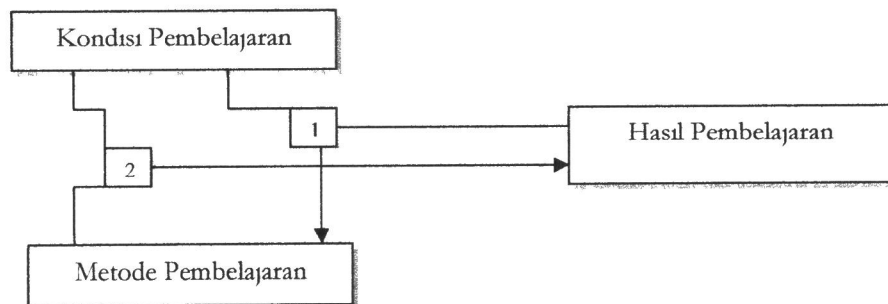 Kondisi Pembelajaran
1
Hasil Pembelajaran
2
Metode Pembelajaran